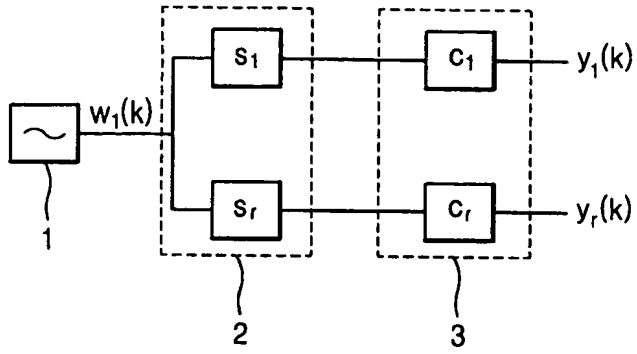 s₁ c₁ y₁(k)
w₁(k)
sᵣ cᵣ yᵣ(k)
1
2 3